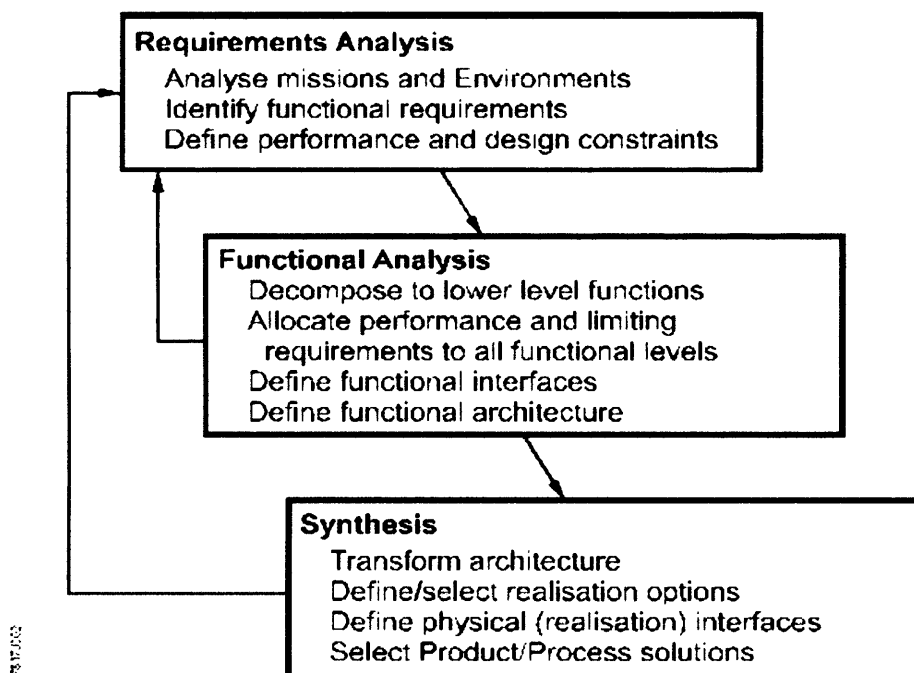 Requirements Analysis
Analyse missions and Environments
Identify functional requirements
Define performance and design constraints
Functional Analysis
Decompose to lower level functions
Allocate performance and limiting
requirements to all functional levels
Define functional interfaces
Define functional architecture
Synthesis
Transform architecture
Define/select realisation options
Define physical (realisation) interfaces
Select Product/Process solutions